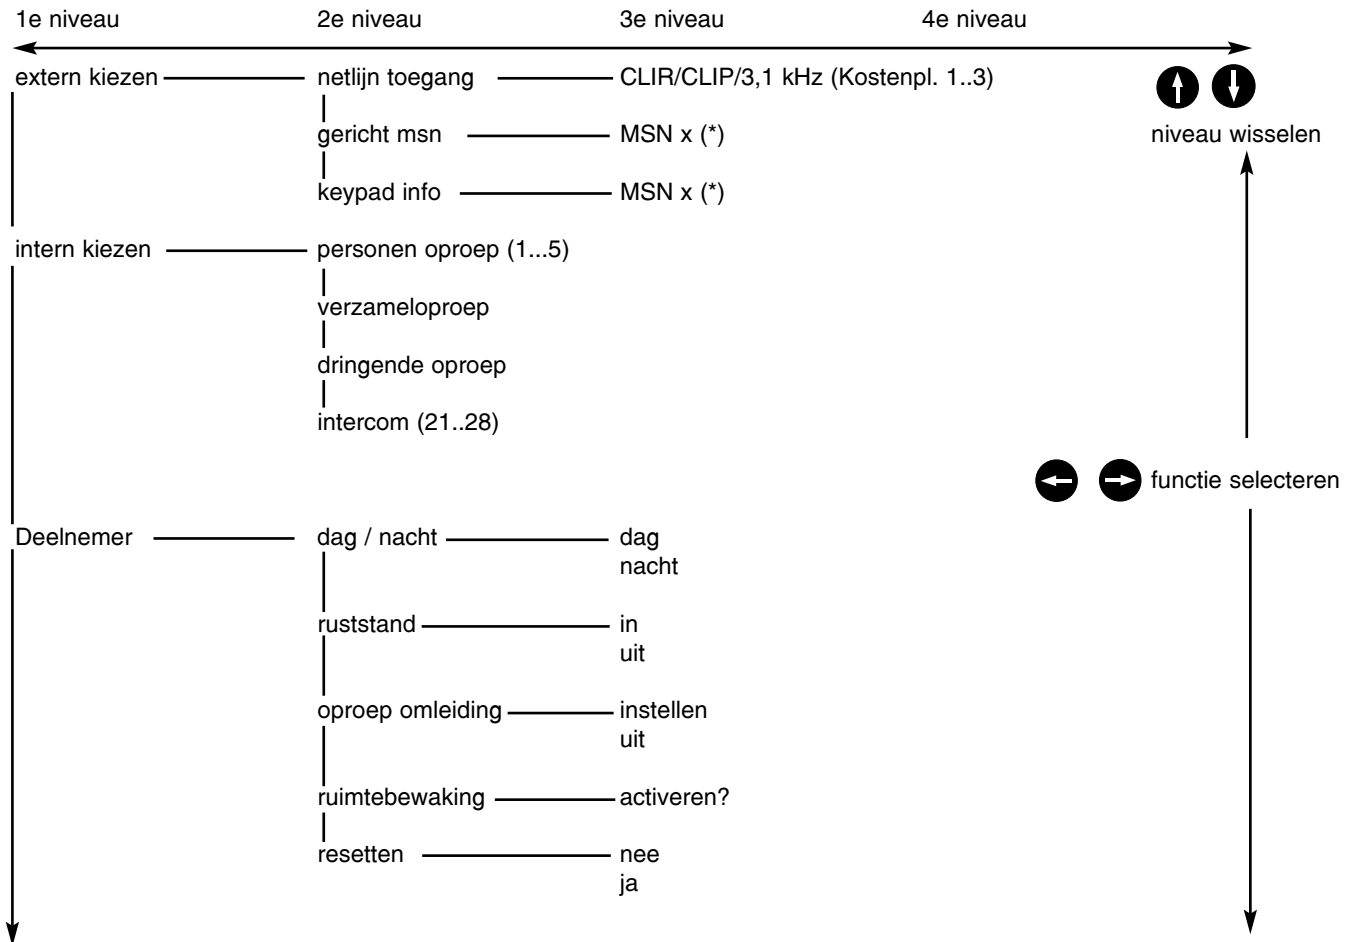 1e niveau 2e niveau 3e niveau 4e niveau
extern kiezen netlijn toegang CLIR/CLIP/3,1 kHz (Kostenpl. 1..3)
gericht msn MSN x (*) niveau wisselen
keypad info MSN x (*)
intern kiezen personen oproep (1...5)
verzameloproep
dringende oproep
intercom (21..28)
functie selecteren
Deelnemer dag / nacht dag
nacht
ruststand in
uit
oproep omleiding instellen
uit
ruimtebewaking activeren?
resetten nee
ja